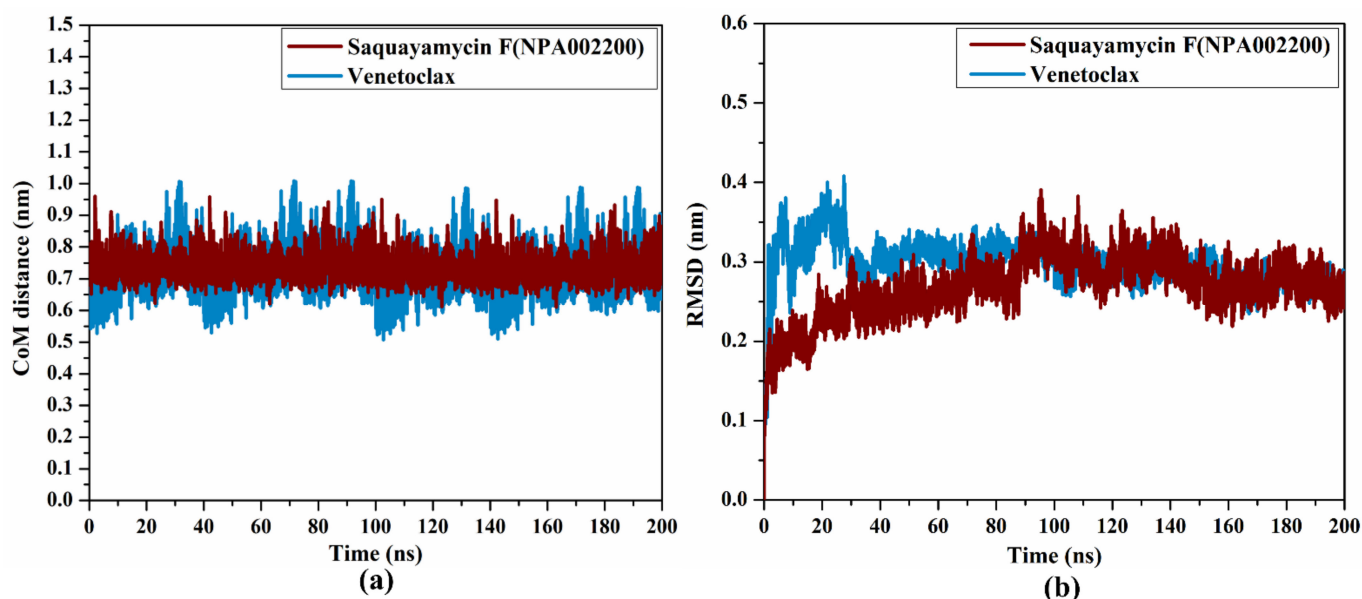 1.5
1.4
1.3
1.2
1.1
1.0
0.9
0.8
0.7
0.6
0.5
0.4
0.3
0.2
0.1
0.0
CoM distance (nm)
Saquayamycin F(NPA002200)
Venetoclax
0 20 40 60 80 100 120 140 160 180 200
Time (ns)
(a)
0.6
0.5
0.4
0.3
0.2
0.1
0.0
RMSD (nm)
Saquayamycin F(NPA002200)
Venetoclax
0 20 40 60 80 100 120 140 160 180 200
Time (ns)
(b)